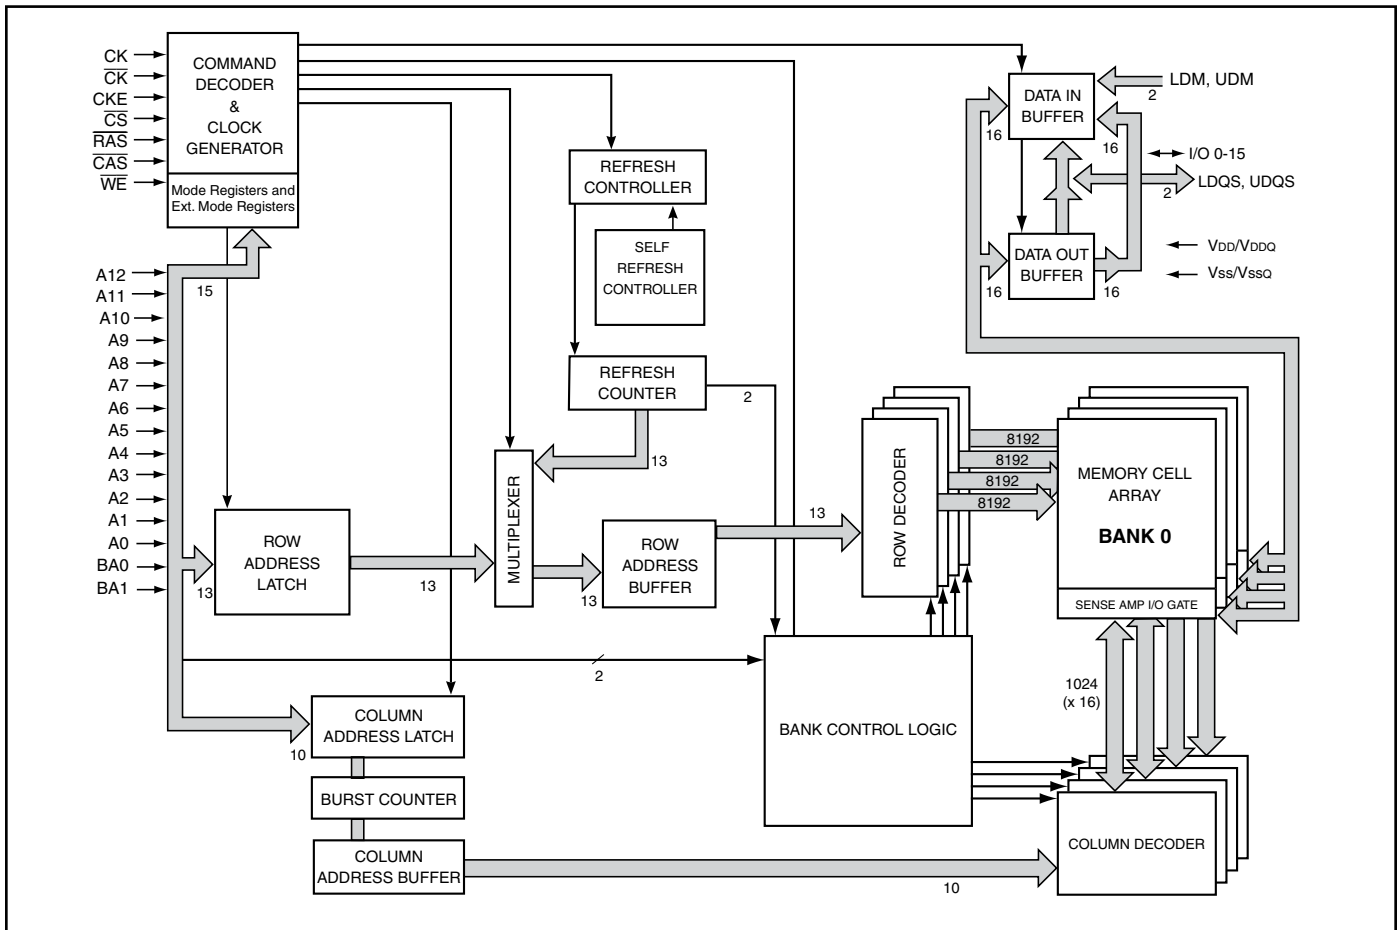 CK
C̅K̅
CKE
C̅S̅
R̅A̅S̅
C̅A̅S̅
W̅E̅
COMMAND
DECODER
&
CLOCK
GENERATOR
Mode Registers and
Ext. Mode Registers
A12
A11
A10
A9
A8
A7
A6
A5
A4
A3
A2
A1
A0
BA0
BA1
15
13
ROW
ADDRESS
LATCH
13
REFRESH
CONTROLLER
SELF
REFRESH
CONTROLLER
REFRESH
COUNTER
2
13
MULTIPLEXER
13
ROW
ADDRESS
BUFFER
13
2
10
COLUMN
ADDRESS LATCH
BURST COUNTER
COLUMN
ADDRESS BUFFER
10
BANK CONTROL LOGIC
ROW DECODER
8192
8192
8192
8192
MEMORY CELL
ARRAY
BANK 0
SENSE AMP I/O GATE
1024
(x 16)
COLUMN DECODER
DATA IN
BUFFER
LDM, UDM
2
16
16
I/O 0-15
LDQS, UDQS
2
DATA OUT
BUFFER
16
16
VDD/VDDQ
Vss/VssQ